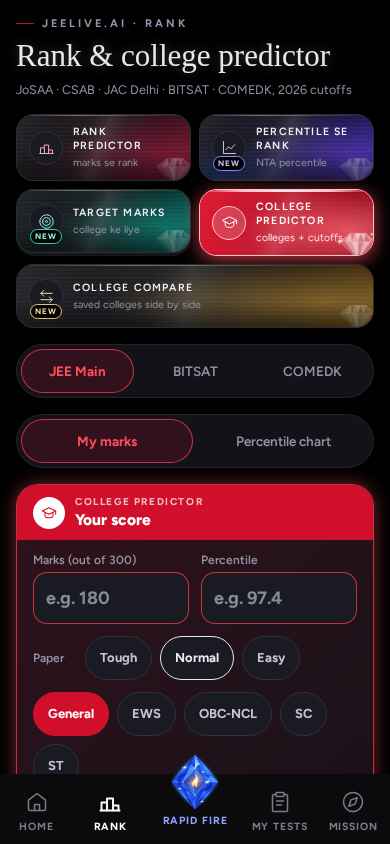 JEELIVE.AI · RANK
Rank & college predictor
JoSAA · CSAB · JAC Delhi · BITSAT · COMEDK, 2026 cutoffs
RANK PREDICTOR
marks se rank
PERCENTILE SE RANK
NTA percentile
NEW
TARGET MARKS
college ke liye
NEW
COLLEGE PREDICTOR
colleges + cutoffs
COLLEGE COMPARE
saved colleges side by side
NEW
JEE Main
BITSAT
COMEDK
My marks
Percentile chart
COLLEGE PREDICTOR
Your score
Marks (out of 300)
Percentile
e.g. 180
e.g. 97.4
Paper
Tough
Normal
Easy
General
EWS
OBC-NCL
SC
ST
HOME
RANK
RAPID FIRE
MY TESTS
MISSION